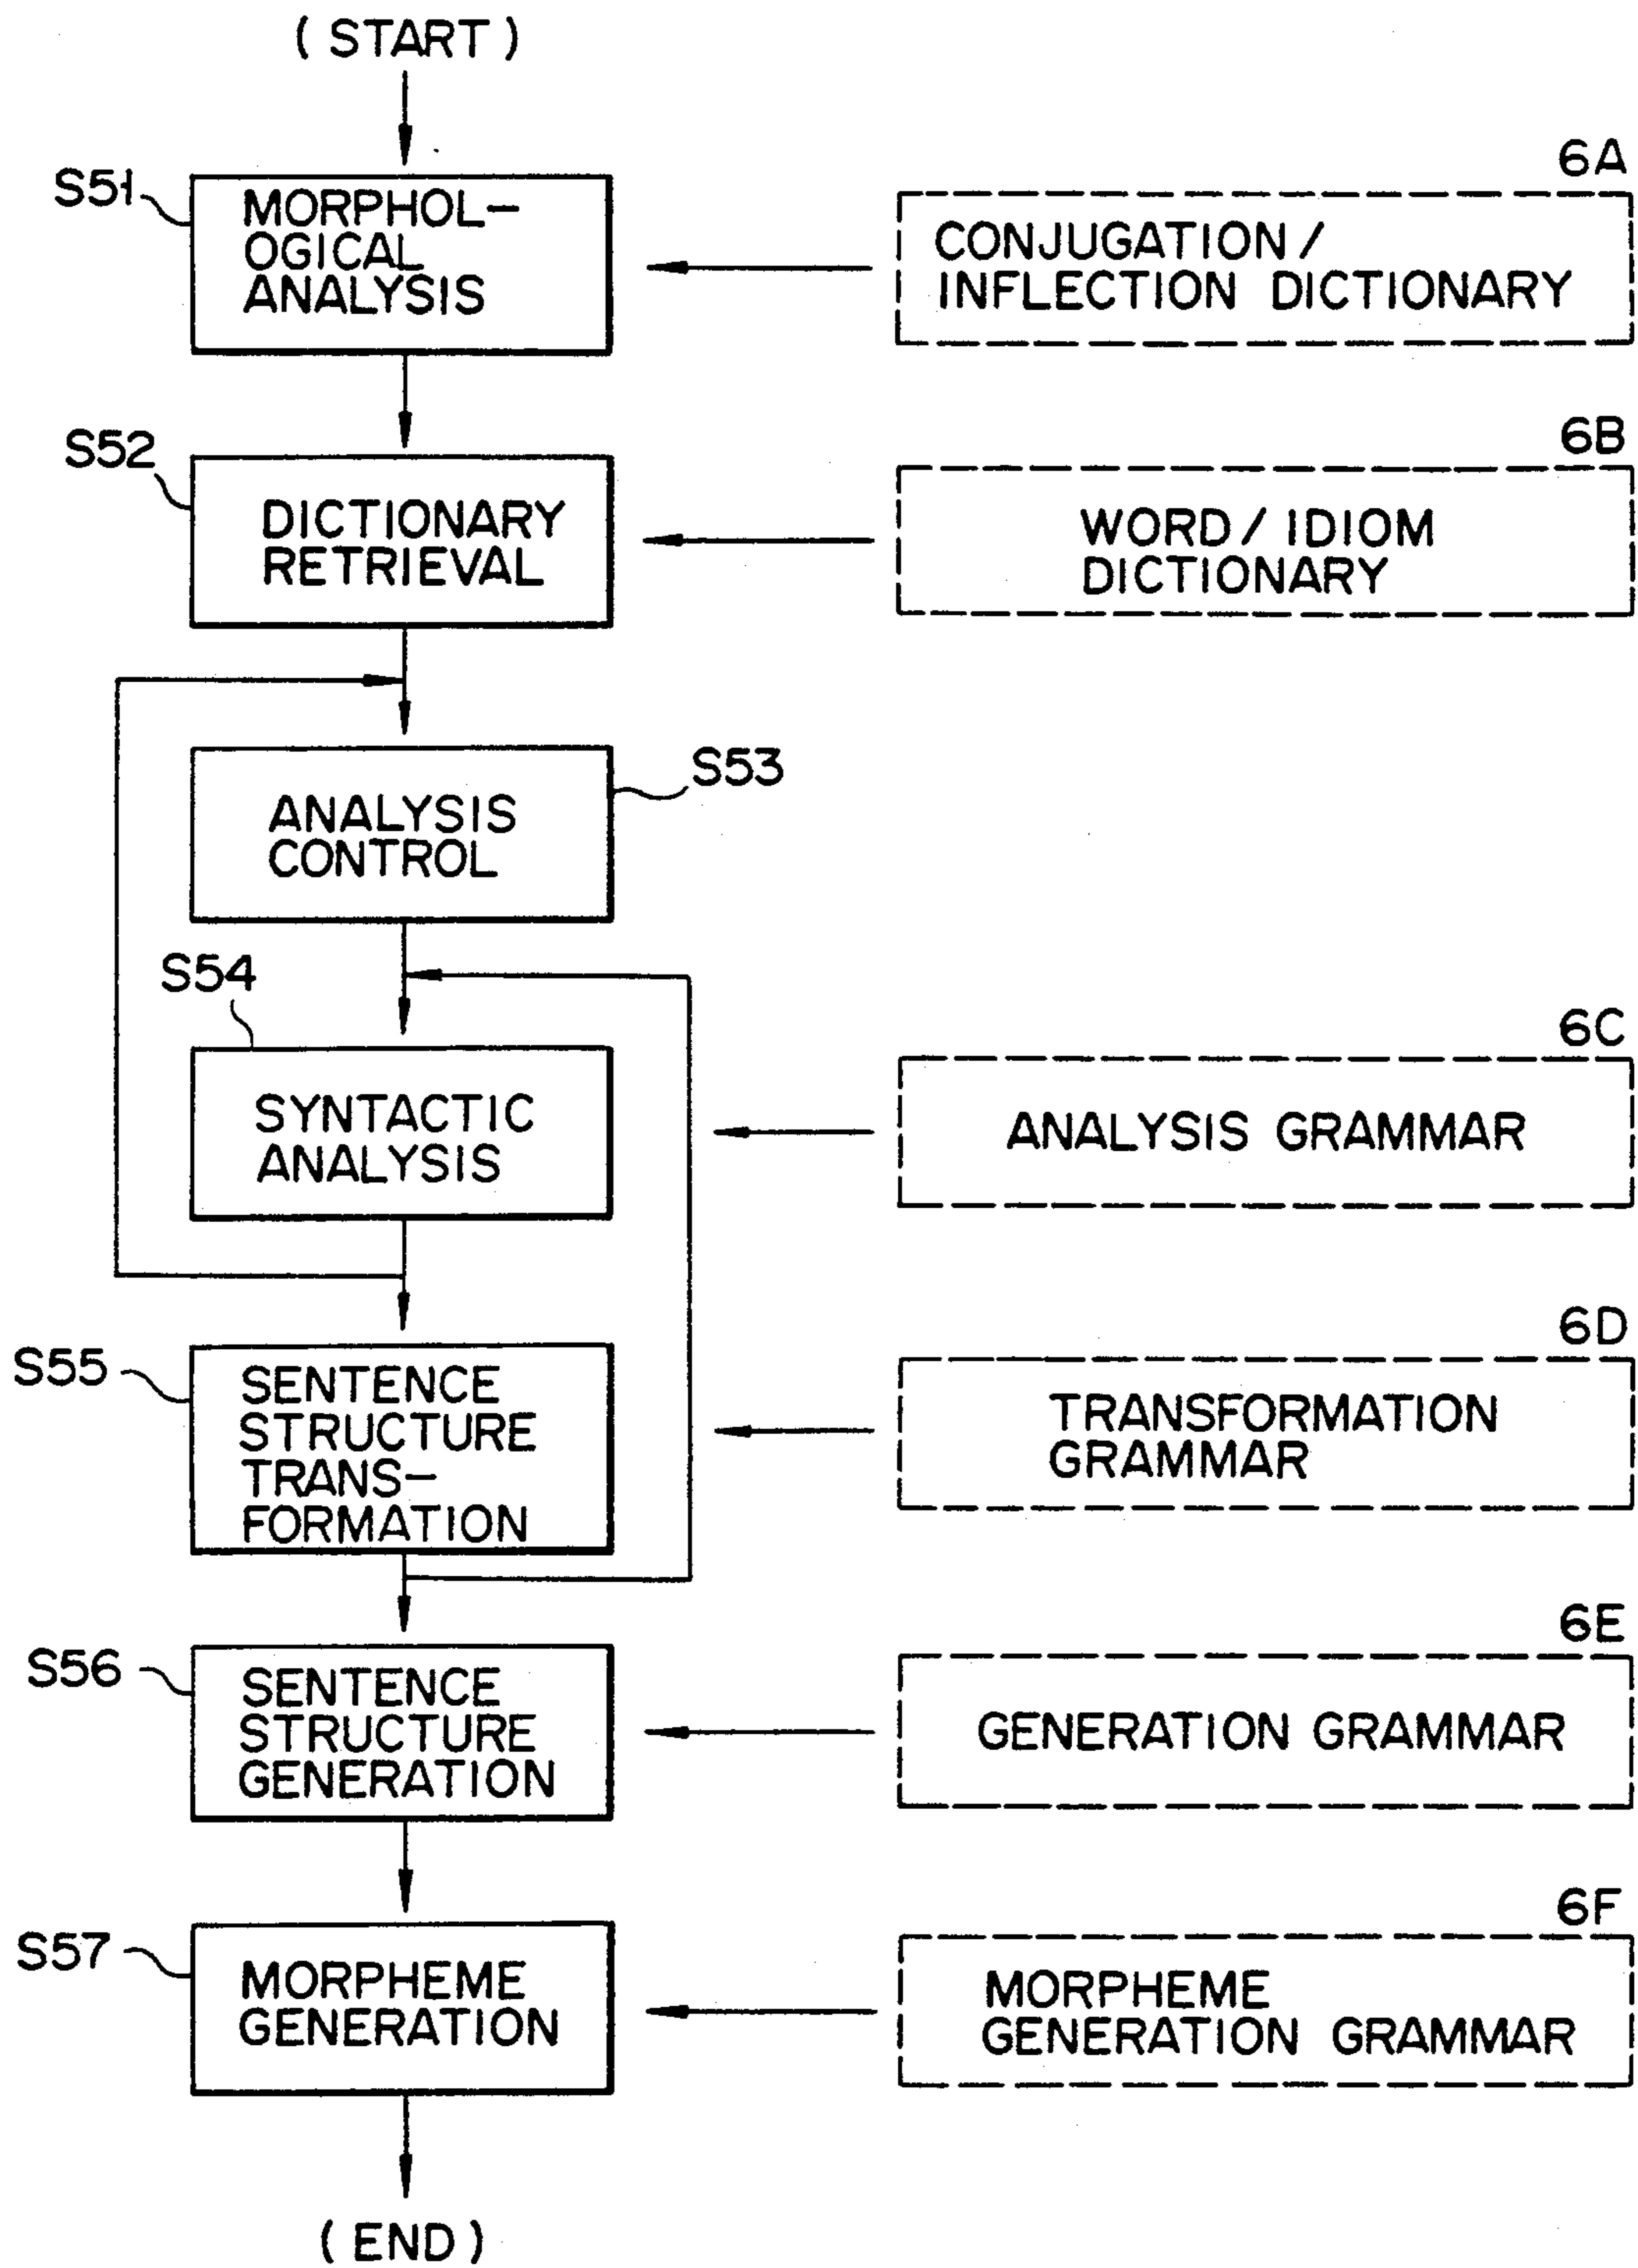 ( START )
S51
MORPHOL-
OGICAL
ANALYSIS
6A
CONJUGATION /
INFLECTION DICTIONARY
S52
DICTIONARY
RETRIEVAL
6B
WORD / IDIOM
DICTIONARY
S53
ANALYSIS
CONTROL
S54
SYNTACTIC
ANALYSIS
6C
ANALYSIS GRAMMAR
S55
SENTENCE
STRUCTURE
TRANS-
FORMATION
6D
TRANSFORMATION
GRAMMAR
S56
SENTENCE
STRUCTURE
GENERATION
6E
GENERATION GRAMMAR
S57
MORPHEME
GENERATION
6F
MORPHEME
GENERATION GRAMMAR
( END )